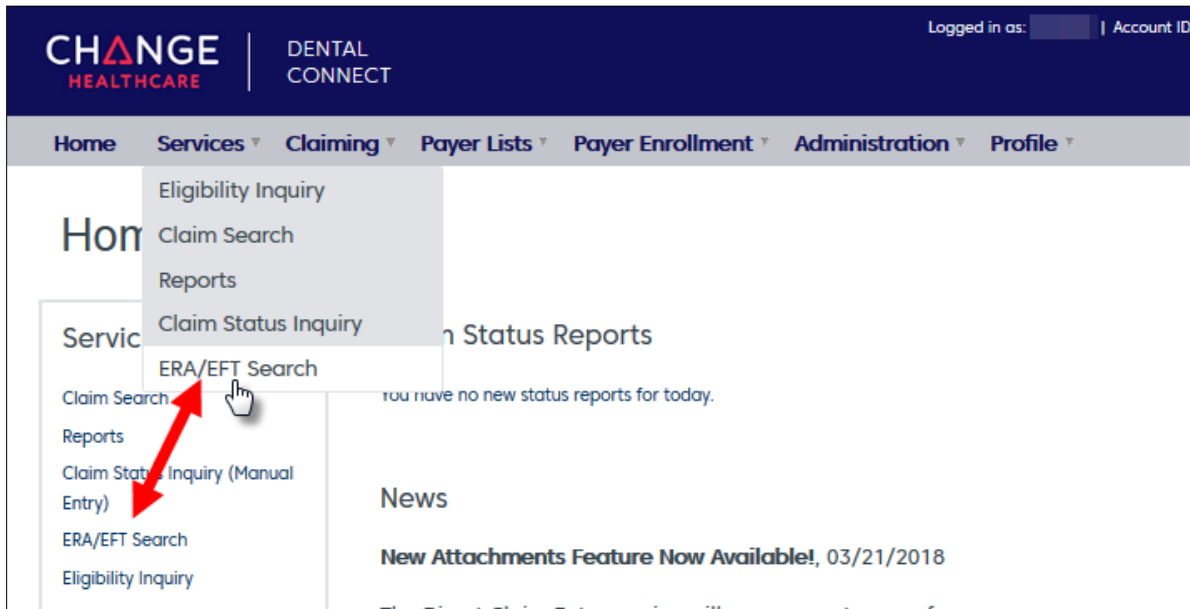 Logged in as: | Account ID
CHANGE
HEALTHCARE
DENTAL
CONNECT
Home Services Claiming Payer Lists Payer Enrollment Administration Profile
Eligibility Inquiry
Hom
Claim Search
Reports
Claim Status Inquiry
ERA/EFT Search
Servic
Status Reports
Claim Search
You have no new status reports for today.
Reports
Claim Status Inquiry (Manual
Entry)
ERA/EFT Search
Eligibility Inquiry
News
New Attachments Feature Now Available!, 03/21/2018